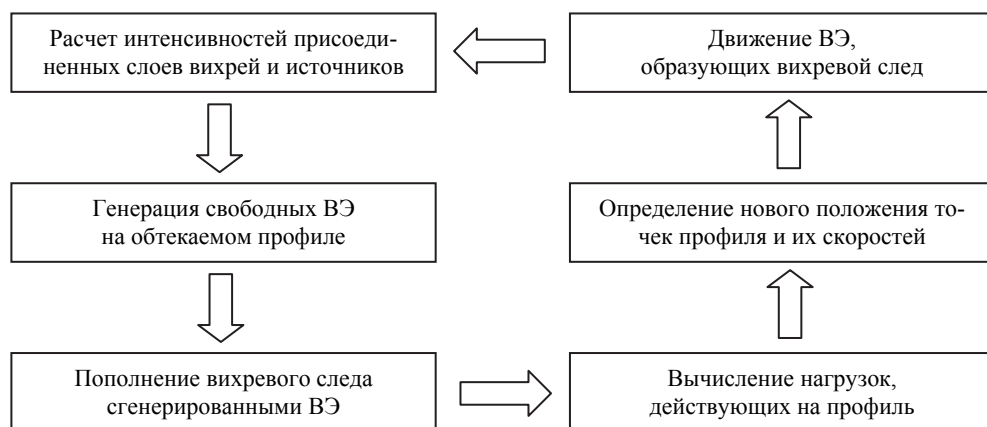 Расчет интенсивностей присоеди-
ненных слоев вихрей и источников
Генерация свободных ВЭ
на обтекаемом профиле
Пополнение вихревого следа
сгенерированными ВЭ
Вычисление нагрузок,
действующих на профиль
Определение нового положения то-
чек профиля и их скоростей
Движение ВЭ,
образующих вихревой след